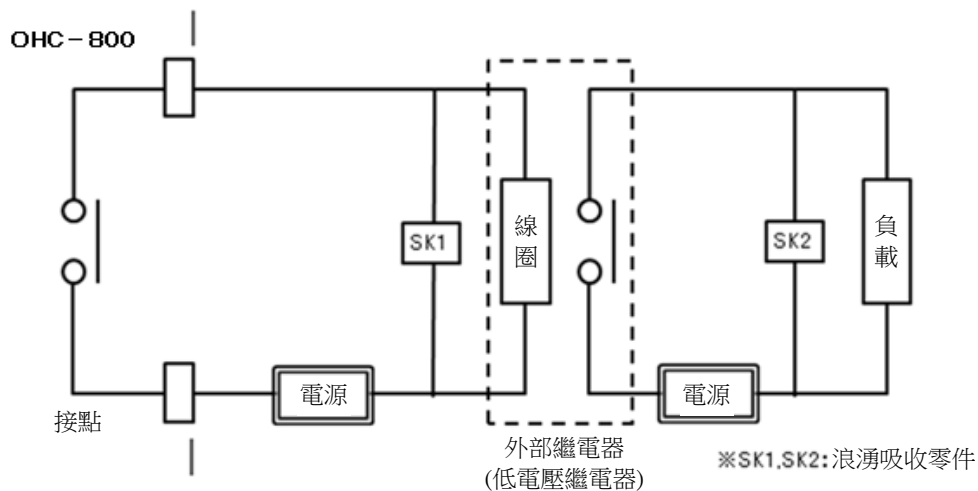 OHC-800
SK1
線圈
SK2
負載
電源
電源
接點
外部繼電器
(低電壓繼電器)
※SK1,SK2:浪湧吸收零件